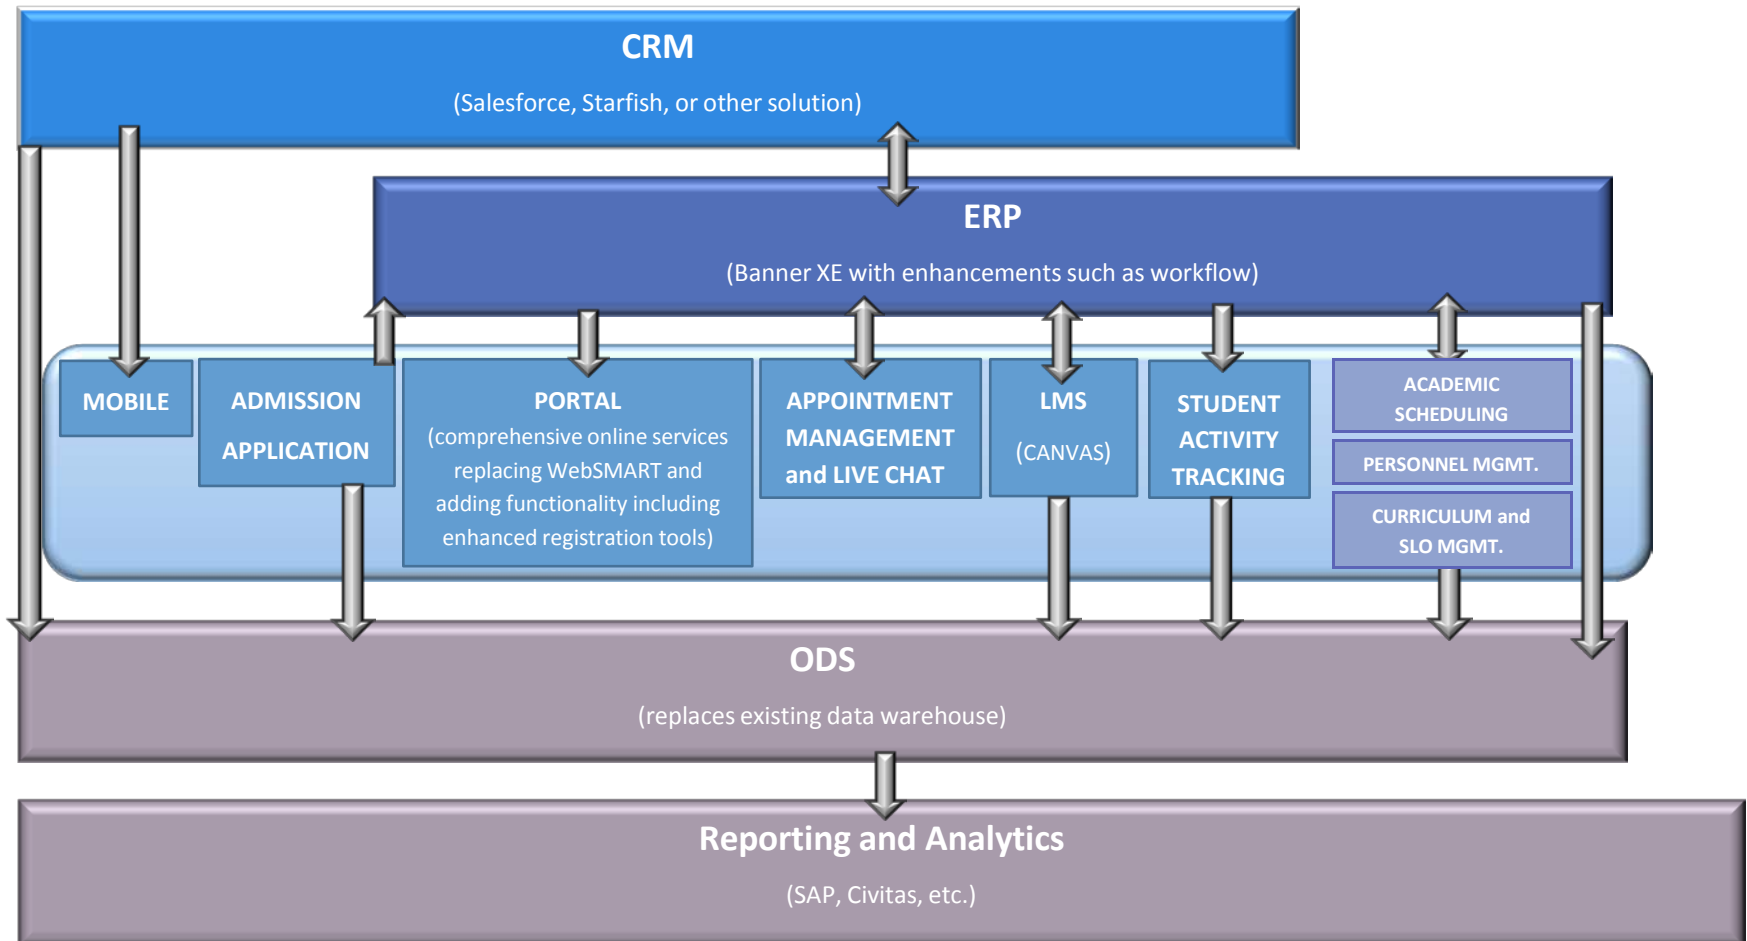 CRM
(Salesforce, Starfish, or other solution)
ERP
(Banner XE with enhancements such as workflow)
MOBILE
ADMISSION
APPLICATION
PORTAL
(comprehensive online services
replacing WebSMART and
adding functionality including
enhanced registration tools)
APPOINTMENT
MANAGEMENT
and LIVE CHAT
LMS
(CANVAS)
STUDENT
ACTIVITY
TRACKING
ACADEMIC
SCHEDULING
PERSONNEL MGMT.
CURRICULUM and
SLO MGMT.
ODS
(replaces existing data warehouse)
Reporting and Analytics
(SAP, Civitas, etc.)